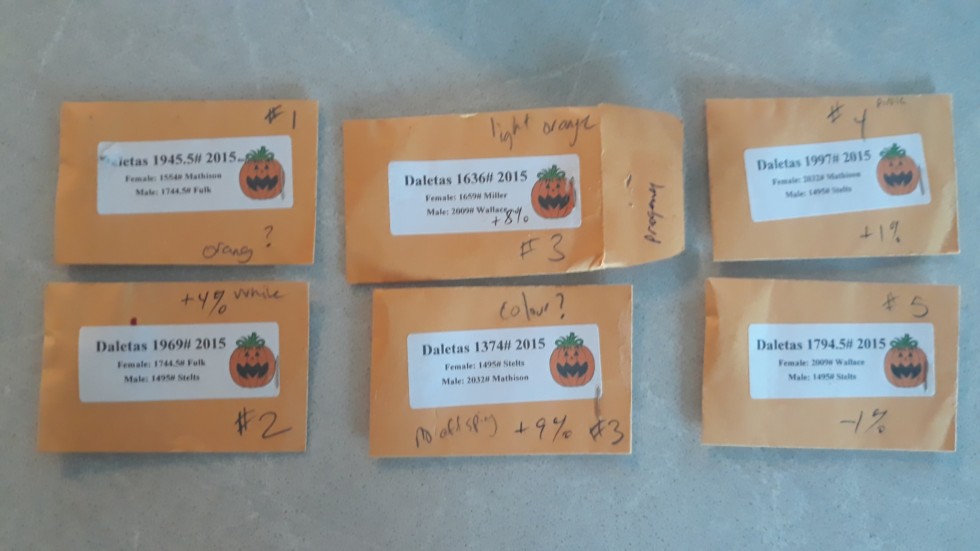 #1
Daletas 1945.5# 2015
Female: 1554# Mathison
Male: 1744.5# Fulk
orang ?
light orange
Daletas 1636# 2015
Female: 1659# Miller
Male: 2009# Wallace
+8%
#3
#4
Daletas 1997# 2015
Female: 2032# Mathison
Male: 1495# Stelts
+1%
+4% white
Daletas 1969# 2015
Female: 1744.5# Fulk
Male: 1495# Stelts
#2
Colour?
Daletas 1374# 2015
Female: 1495# Stelts
Male: 2032# Mathison
+9% #3
#5
Daletas 1794.5# 2015
Female: 2009# Wallace
Male: 1495# Stelts
-1%